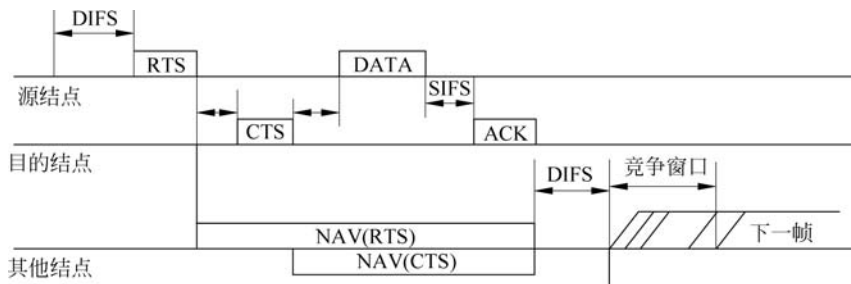 DIFS
RTS
DATA
源结点
SIFS
CTS
ACK
目的结点
DIFS
竞争窗口
NAV(RTS)
下一帧
其他结点
NAV(CTS)